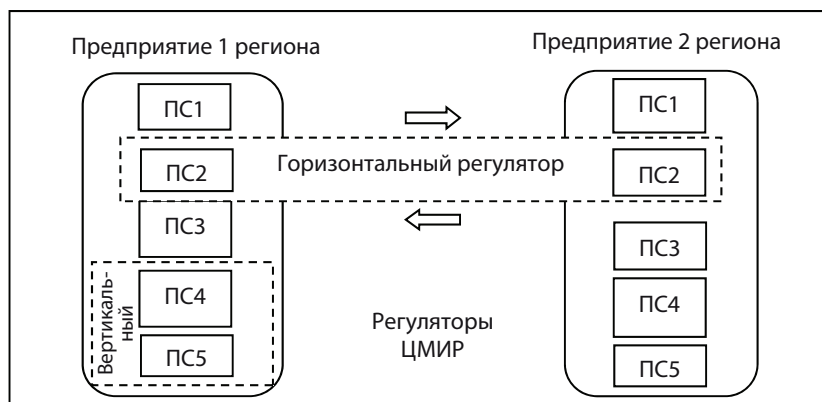 Предприятие 1 региона
ПС1
ПС2
ПС3
ПС4
ПС5
Вертикаль-
ный
Горизонтальный регулятор
Регуляторы
ЦМИР
Предприятие 2 региона
ПС1
ПС2
ПС3
ПС4
ПС5